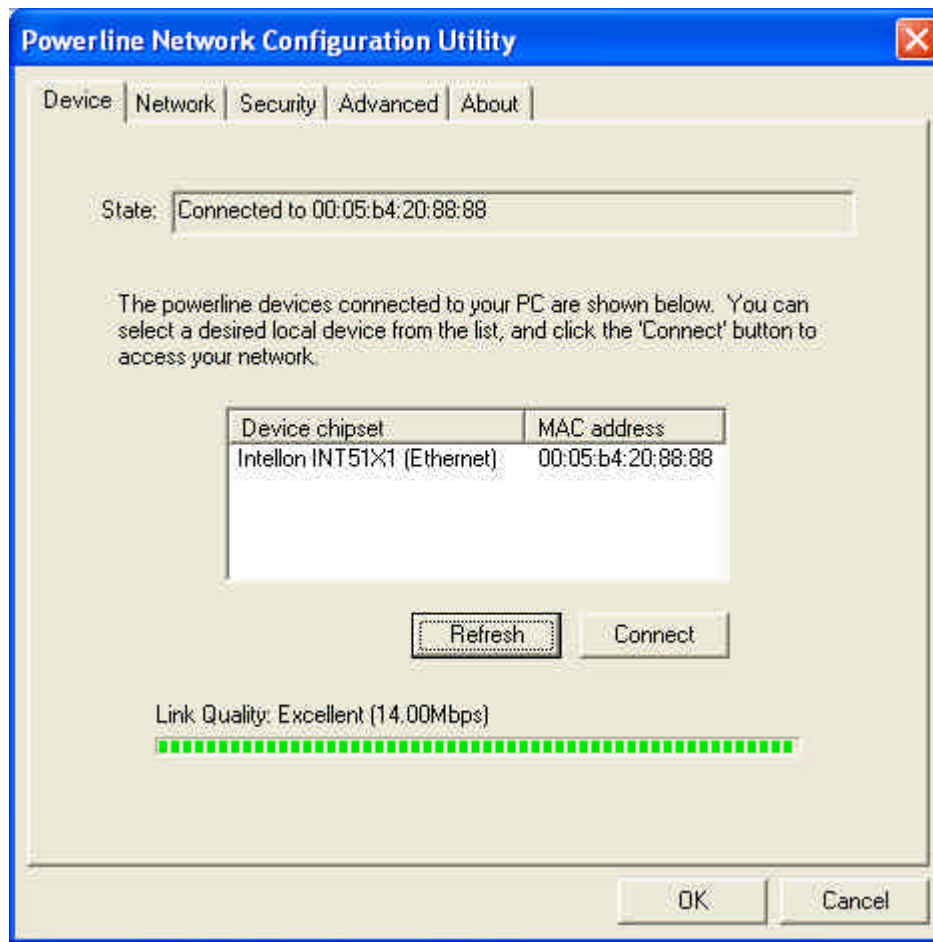 Powerline Network Configuration Utility
Device Network Security Advanced About
State: Connected to 00:05:b4:20:88:88
The powerline devices connected to your PC are shown below. You can
select a desired local device from the list, and click the 'Connect' button to
access your network.
Device chipset MAC address
Intellon INT51X1 (Ethernet) 00:05:b4:20:88:88
Refresh Connect
Link Quality: Excellent (14.00Mbps)
OK Cancel